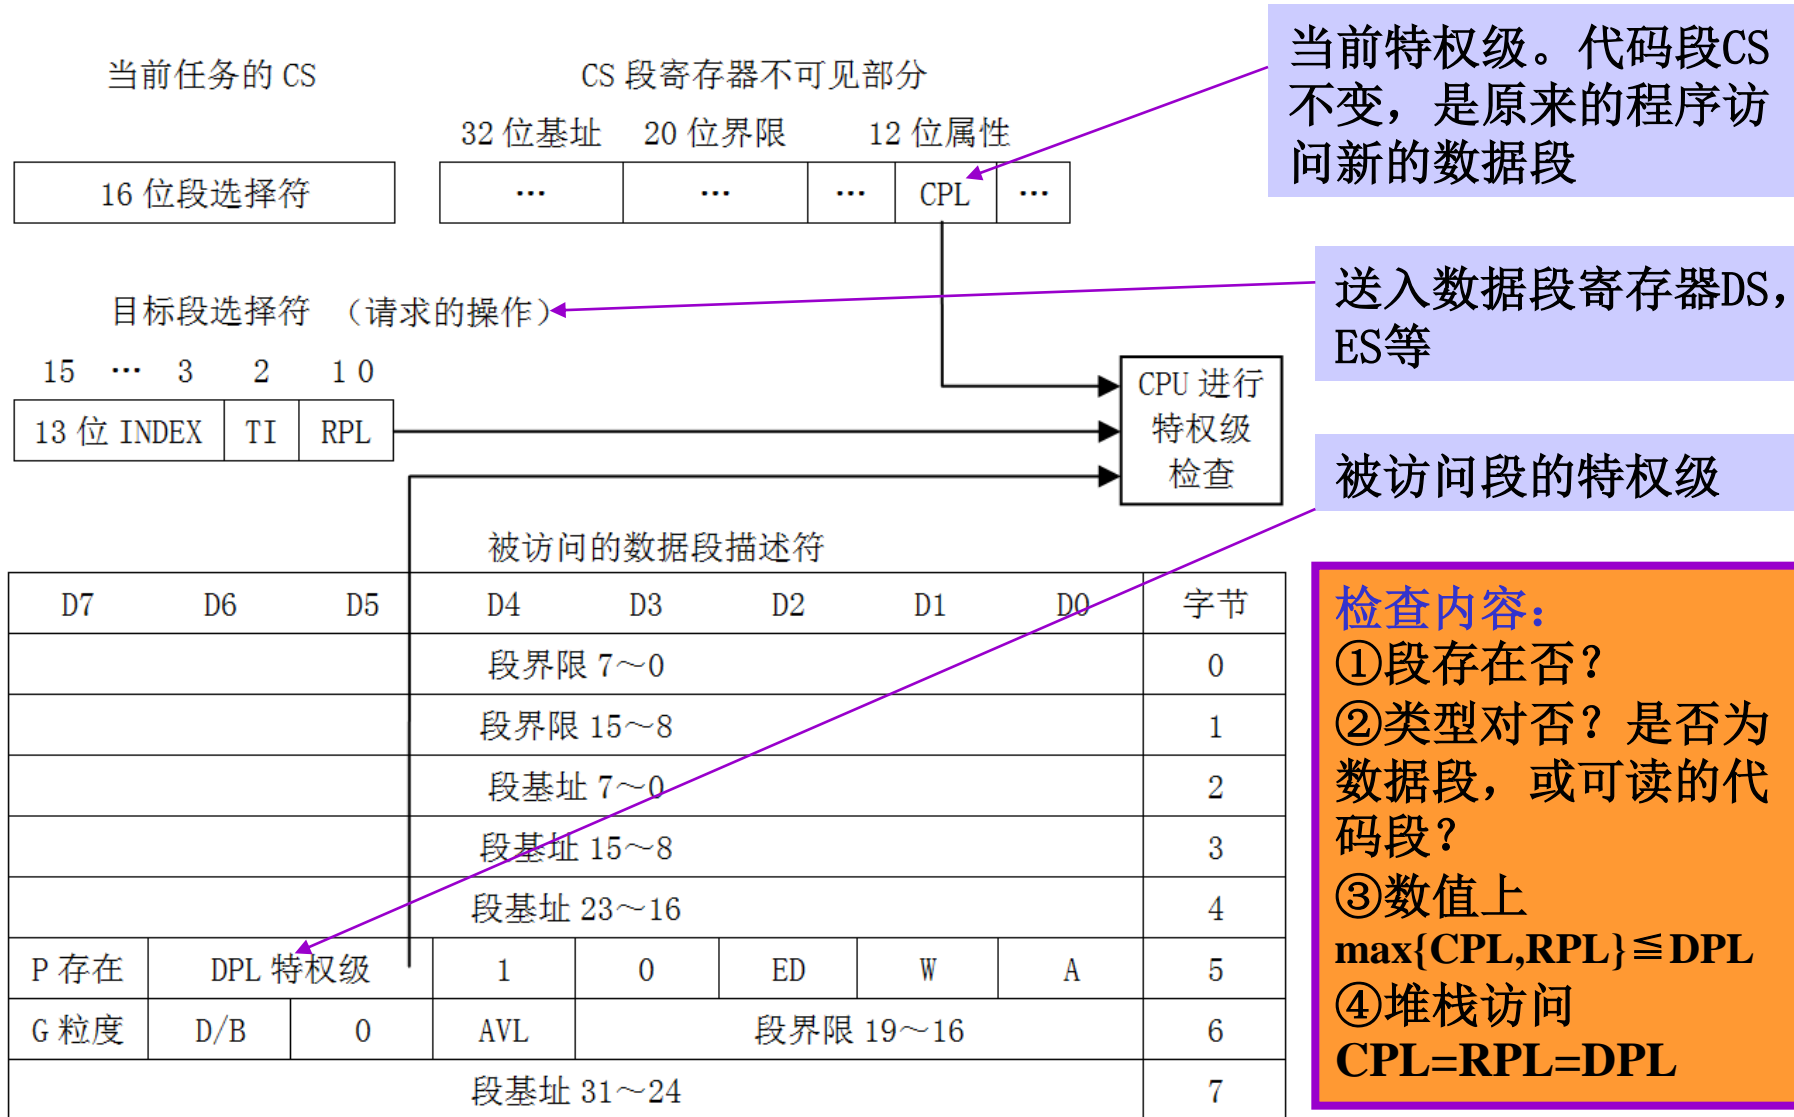 当前任务的 CS
CS 段寄存器不可见部分
32 位基址 20 位界限 12 位属性
16 位段选择符
… … … CPL …
当前特权级。代码段CS
不变，是原来的程序访
问新的数据段
目标段选择符 （请求的操作）
送入数据段寄存器DS，
ES等
15 … 3 2 1 0
13 位 INDEX TI RPL
CPU 进行
特权级
检查
被访问段的特权级
被访问的数据段描述符
D7 D6 D5 D4 D3 D2 D1 D0 字节
段界限 7～0 0
段界限 15～8 1
段基址 7～0 2
段基址 15～8 3
段基址 23～16 4
P 存在 DPL 特权级 1 0 ED W A 5
G 粒度 D/B 0 AVL 段界限 19～16 6
段基址 31～24 7
检查内容：
①段存在否？
②类型对否？是否为
数据段，或可读的代
码段？
③数值上
max{CPL,RPL}≦DPL
④堆栈访问
CPL=RPL=DPL